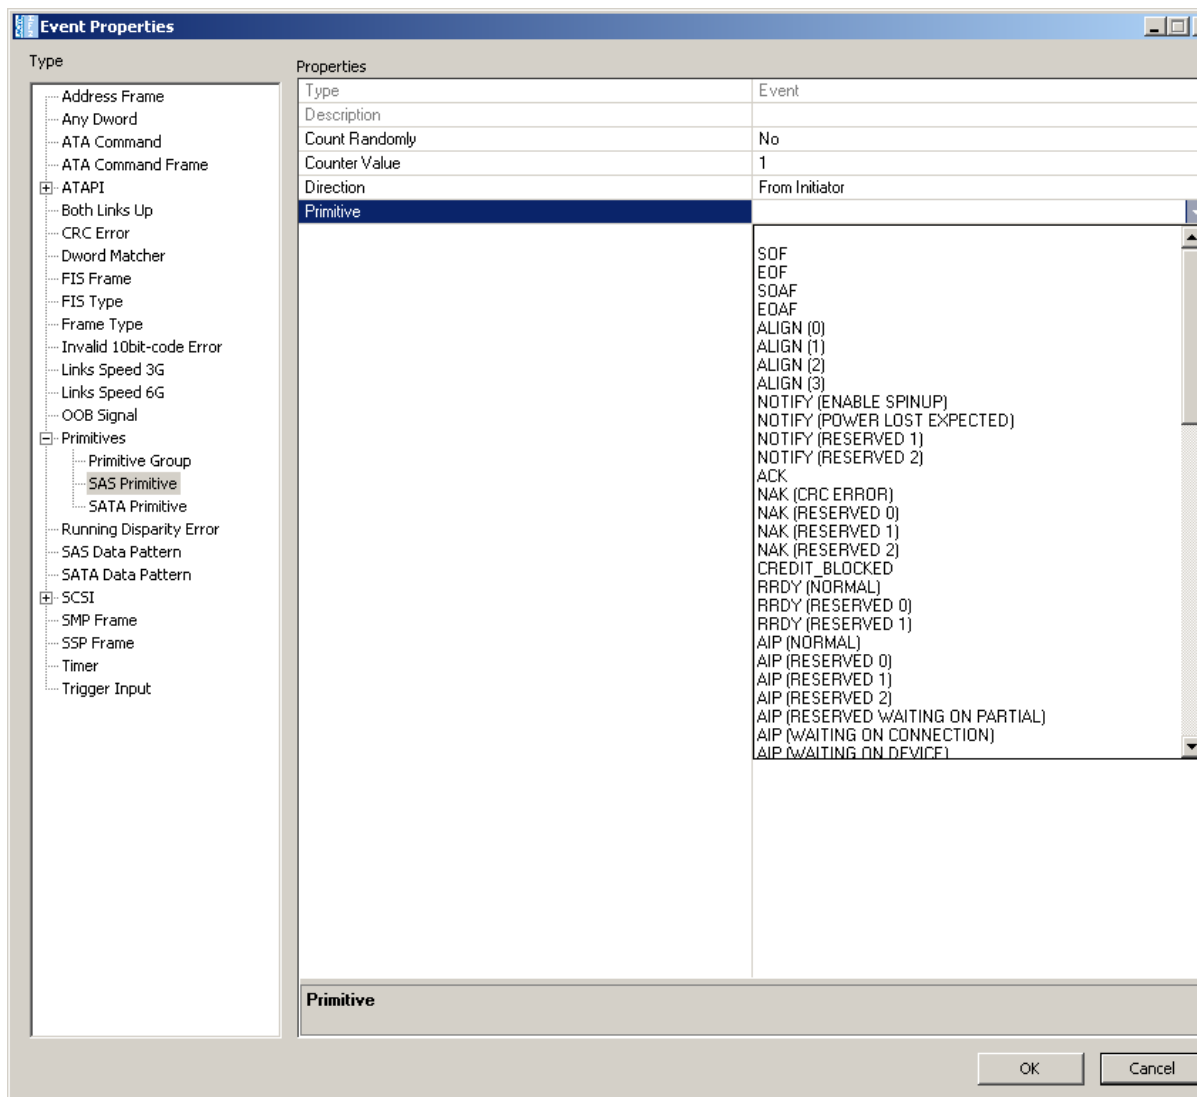 Event Properties
Type
Address Frame
Any Dword
ATA Command
ATA Command Frame
ATAPI
Both Links Up
CRC Error
Dword Matcher
FIS Frame
FIS Type
Frame Type
Invalid 10bit-code Error
Links Speed 3G
Links Speed 6G
OOB Signal
Primitives
Primitive Group
SAS Primitive
SATA Primitive
Running Disparity Error
SAS Data Pattern
SATA Data Pattern
SCSI
SMP Frame
SSP Frame
Timer
Trigger Input
Properties
Type Event
Description
Count Randomly No
Counter Value 1
Direction From Initiator
Primitive
SOF
EOF
SOAF
EOAF
ALIGN (0)
ALIGN (1)
ALIGN (2)
ALIGN (3)
NOTIFY (ENABLE SPINUP)
NOTIFY (POWER LOST EXPECTED)
NOTIFY (RESERVED 1)
NOTIFY (RESERVED 2)
ACK
NAK (CRC ERROR)
NAK (RESERVED 0)
NAK (RESERVED 1)
NAK (RESERVED 2)
CREDIT_BLOCKED
RRDY (NORMAL)
RRDY (RESERVED 0)
RRDY (RESERVED 1)
AIP (NORMAL)
AIP (RESERVED 0)
AIP (RESERVED 1)
AIP (RESERVED 2)
AIP (RESERVED WAITING ON PARTIAL)
AIP (WAITING ON CONNECTION)
AIP (WAITING ON DEVICE)
Primitive
OK Cancel